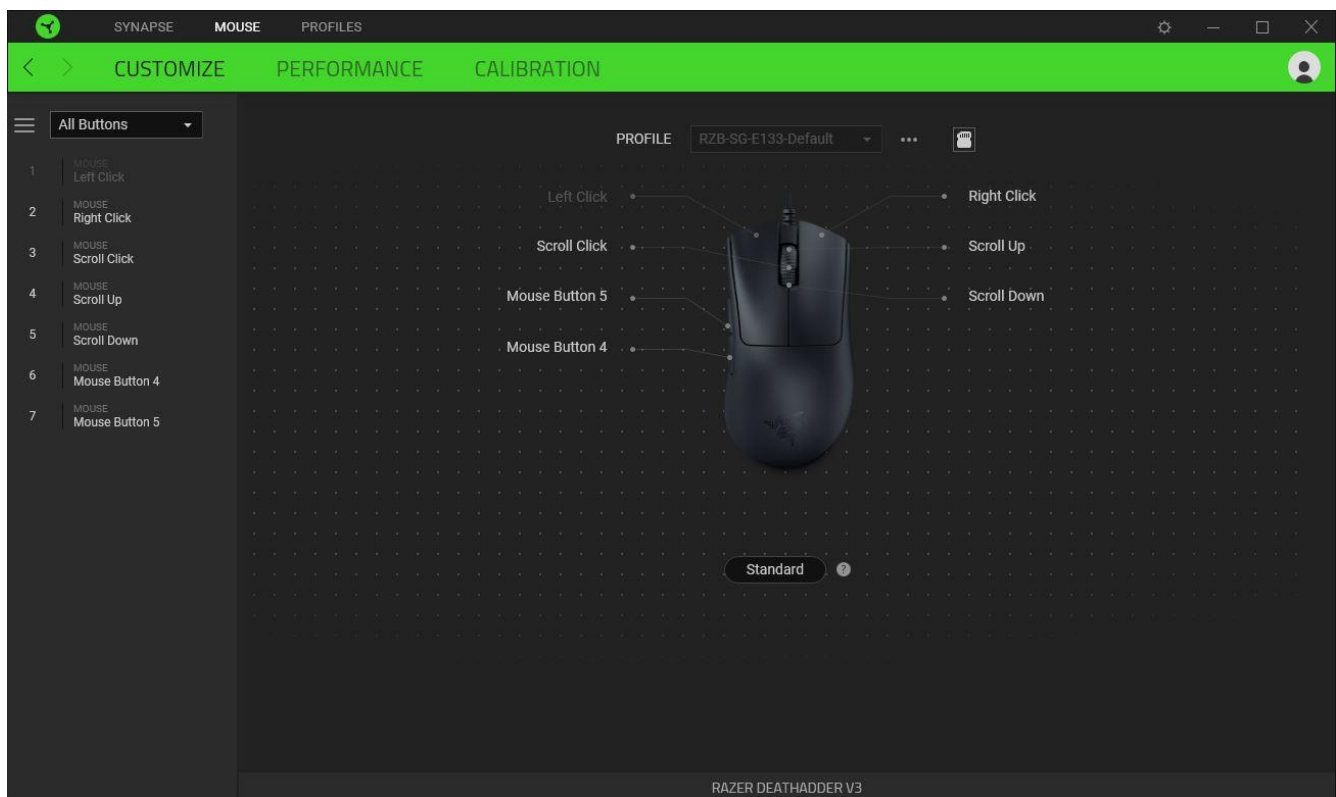 SYNAPSE MOUSE PROFILES
CUSTOMIZE PERFORMANCE CALIBRATION
All Buttons
PROFILE RZB-SG-E133-Default
1 MOUSE
Left Click
2 MOUSE
Right Click
3 MOUSE
Scroll Click
4 MOUSE
Scroll Up
5 MOUSE
Scroll Down
6 MOUSE
Mouse Button 4
7 MOUSE
Mouse Button 5
Left Click Right Click
Scroll Click Scroll Up
Mouse Button 5 Scroll Down
Mouse Button 4
Standard ?
RAZER DEATHADDER V3